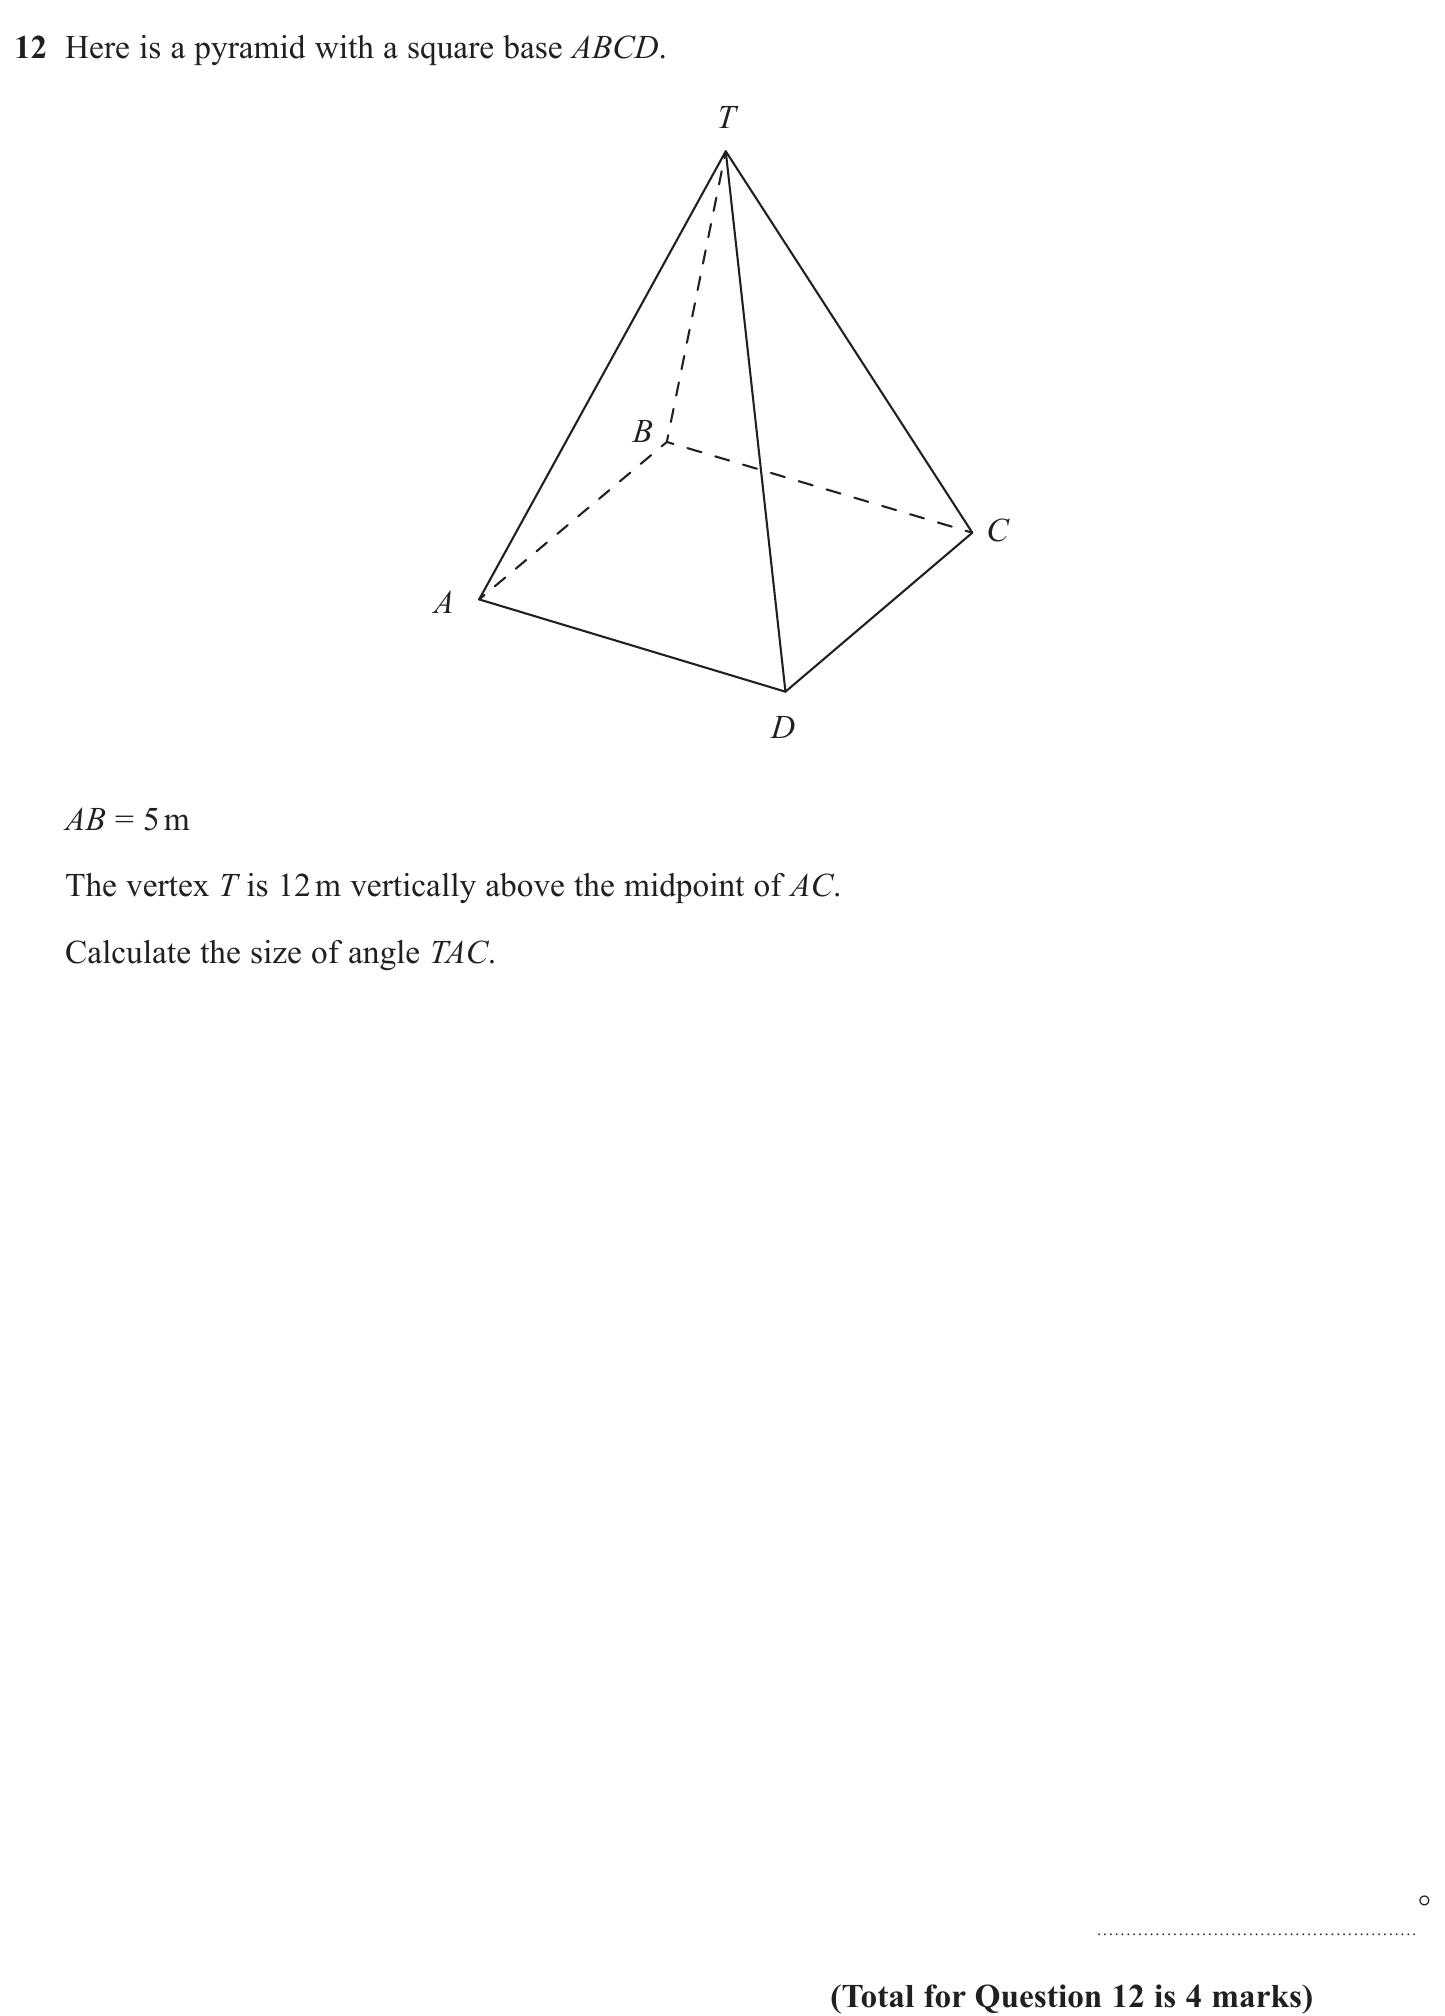 12 Here is a pyramid with a square base ABCD.
T
B
C
A
D
AB = 5 m
The vertex T is 12 m vertically above the midpoint of AC.
Calculate the size of angle TAC.
°
(Total for Question 12 is 4 marks)